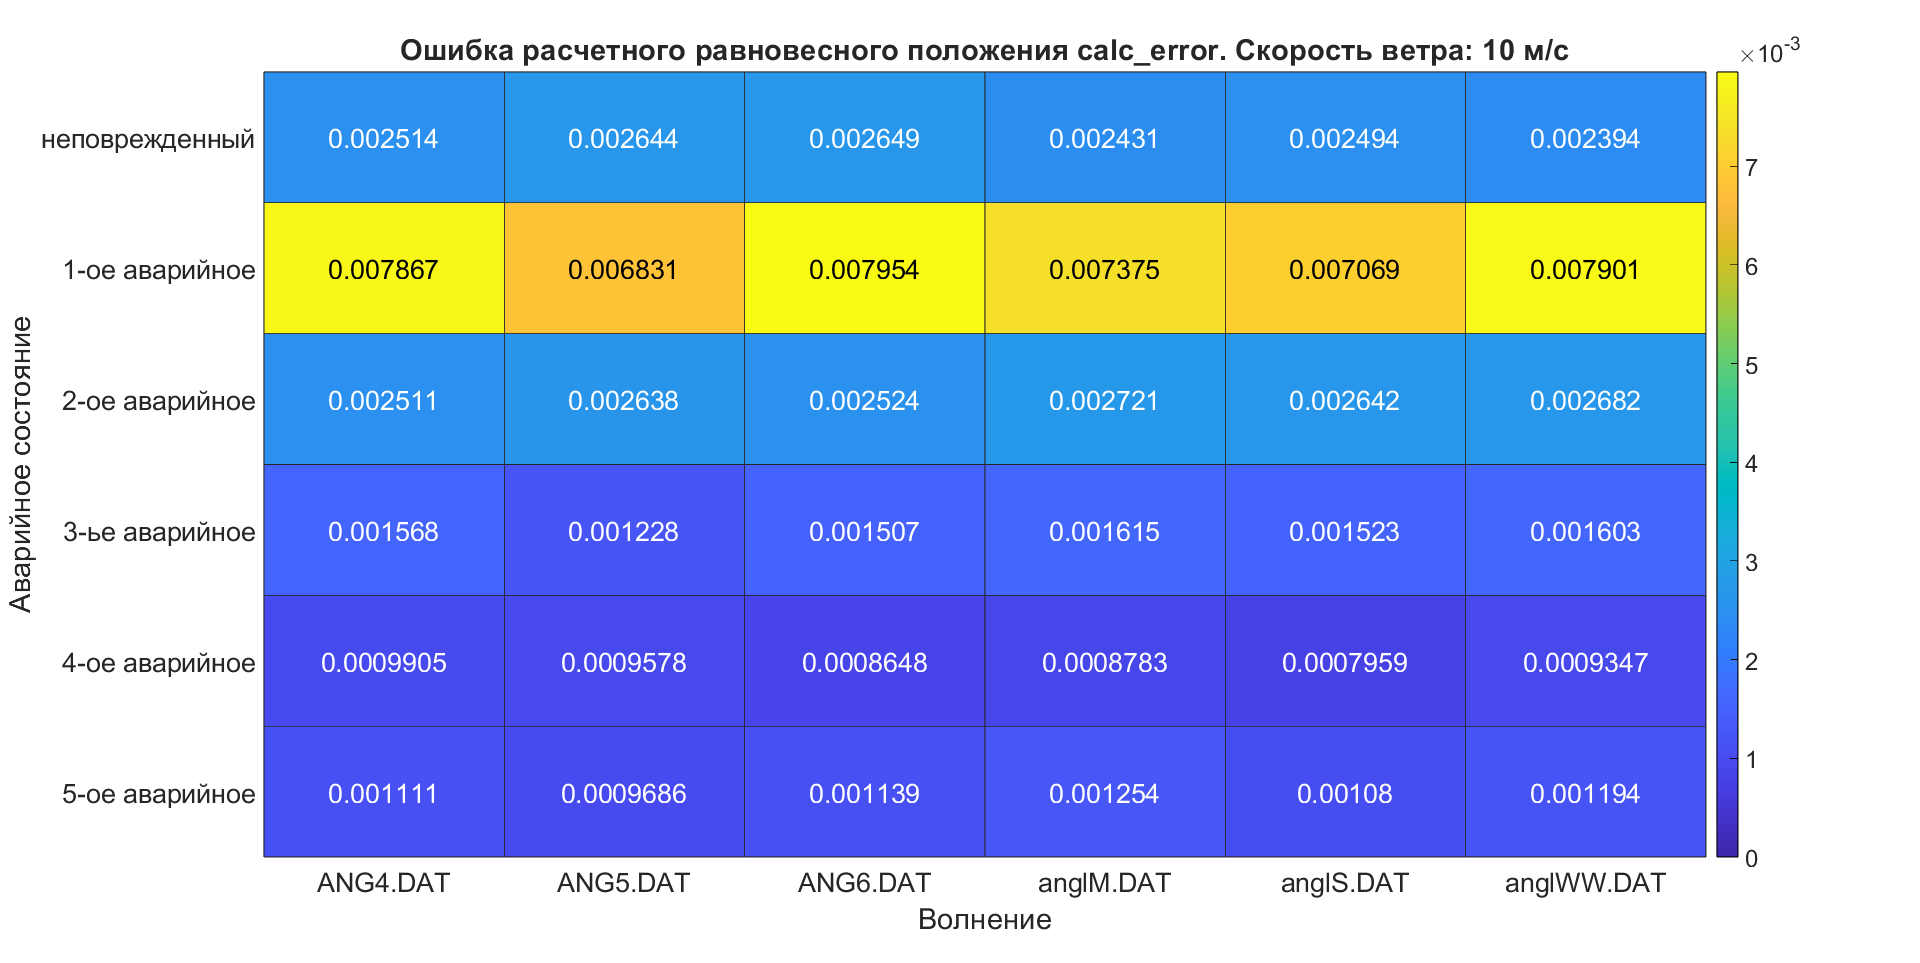 Ошибка расчетного равновесного положения calc_error. Скорость ветра: 10 м/с
×10-3
неповрежденный 0.002514 0.002644 0.002649 0.002431 0.002494 0.002394
1-ое аварийное 0.007867 0.006831 0.007954 0.007375 0.007069 0.007901
2-ое аварийное 0.002511 0.002638 0.002524 0.002721 0.002642 0.002682
3-ье аварийное 0.001568 0.001228 0.001507 0.001615 0.001523 0.001603
4-ое аварийное 0.0009905 0.0009578 0.0008648 0.0008783 0.0007959 0.0009347
5-ое аварийное 0.001111 0.0009686 0.001139 0.001254 0.00108 0.001194
ANG4.DAT ANG5.DAT ANG6.DAT anglM.DAT anglS.DAT anglWW.DAT
Волнение
Аварийное состояние
7
6
5
4
3
2
1
0